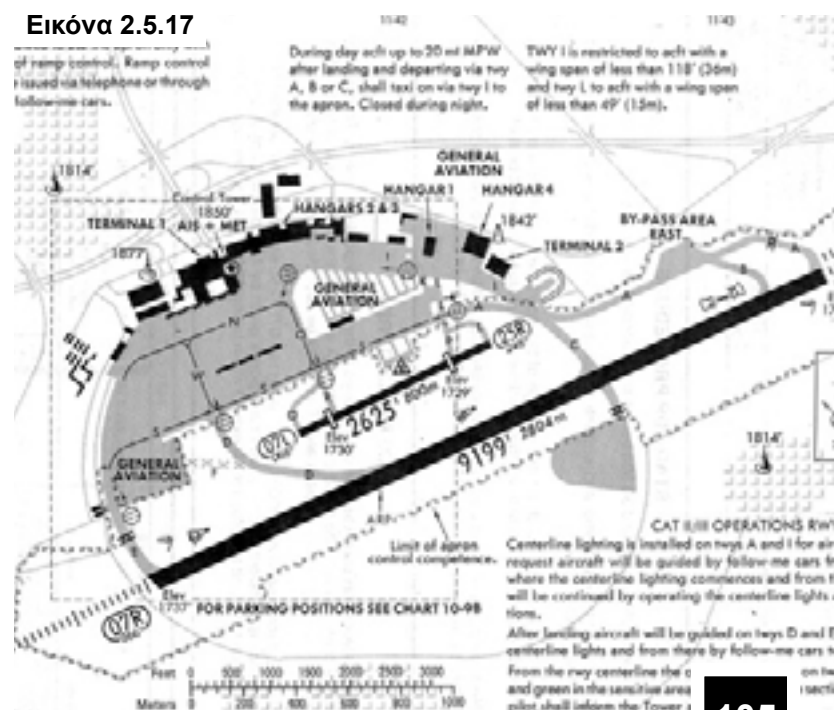 Εικόνα 2.5.17
11-42
11-43
of ramp control. Ramp control
issued via telephone or through
follow-me cars.
During day acft up to 20 mt MPW
after landing and departing via twy
A, B or C, shall taxi on via twy I to
the apron. Closed during night.
TWY I is restricted to acft with a
wing span of less than 118' (36m)
and twy L to acft with a wing span
of less than 49' (15m).
1814'
Control Tower
1850'
TERMINAL 1
AIS + MET
HANGARS 2 & 3
1877'
GENERAL
AVIATION
HANGAR 1
HANGAR 4
1842'
TERMINAL 2
BY-PASS AREA
EAST
GENERAL
AVIATION
N
A
C
25R
Elev
1729'
2625' 800m
07L
Elev
1730'
9199' 2804m
D
GENERAL
AVIATION
ARP
Limit of apron
control competence.
1814'
Elev
1737'
07R
FOR PARKING POSITIONS SEE CHART 10-9B
CAT II/III OPERATIONS RWY
Centerline lighting is installed on twys A and I for
request aircraft will be guided by follow-me cars
where the centerline lighting commences and from
will be continued by operating the centerline lights
tions.
After landing aircraft will be guided on twys D and
centerline lights and from there by follow-me cars
From the rwy centerline the
and green in the sensitive area
pilot shall inform the Tower
Feet 0 500 1000 1500 2000 2500 3000
Meters 0 200 400 600 800 1000